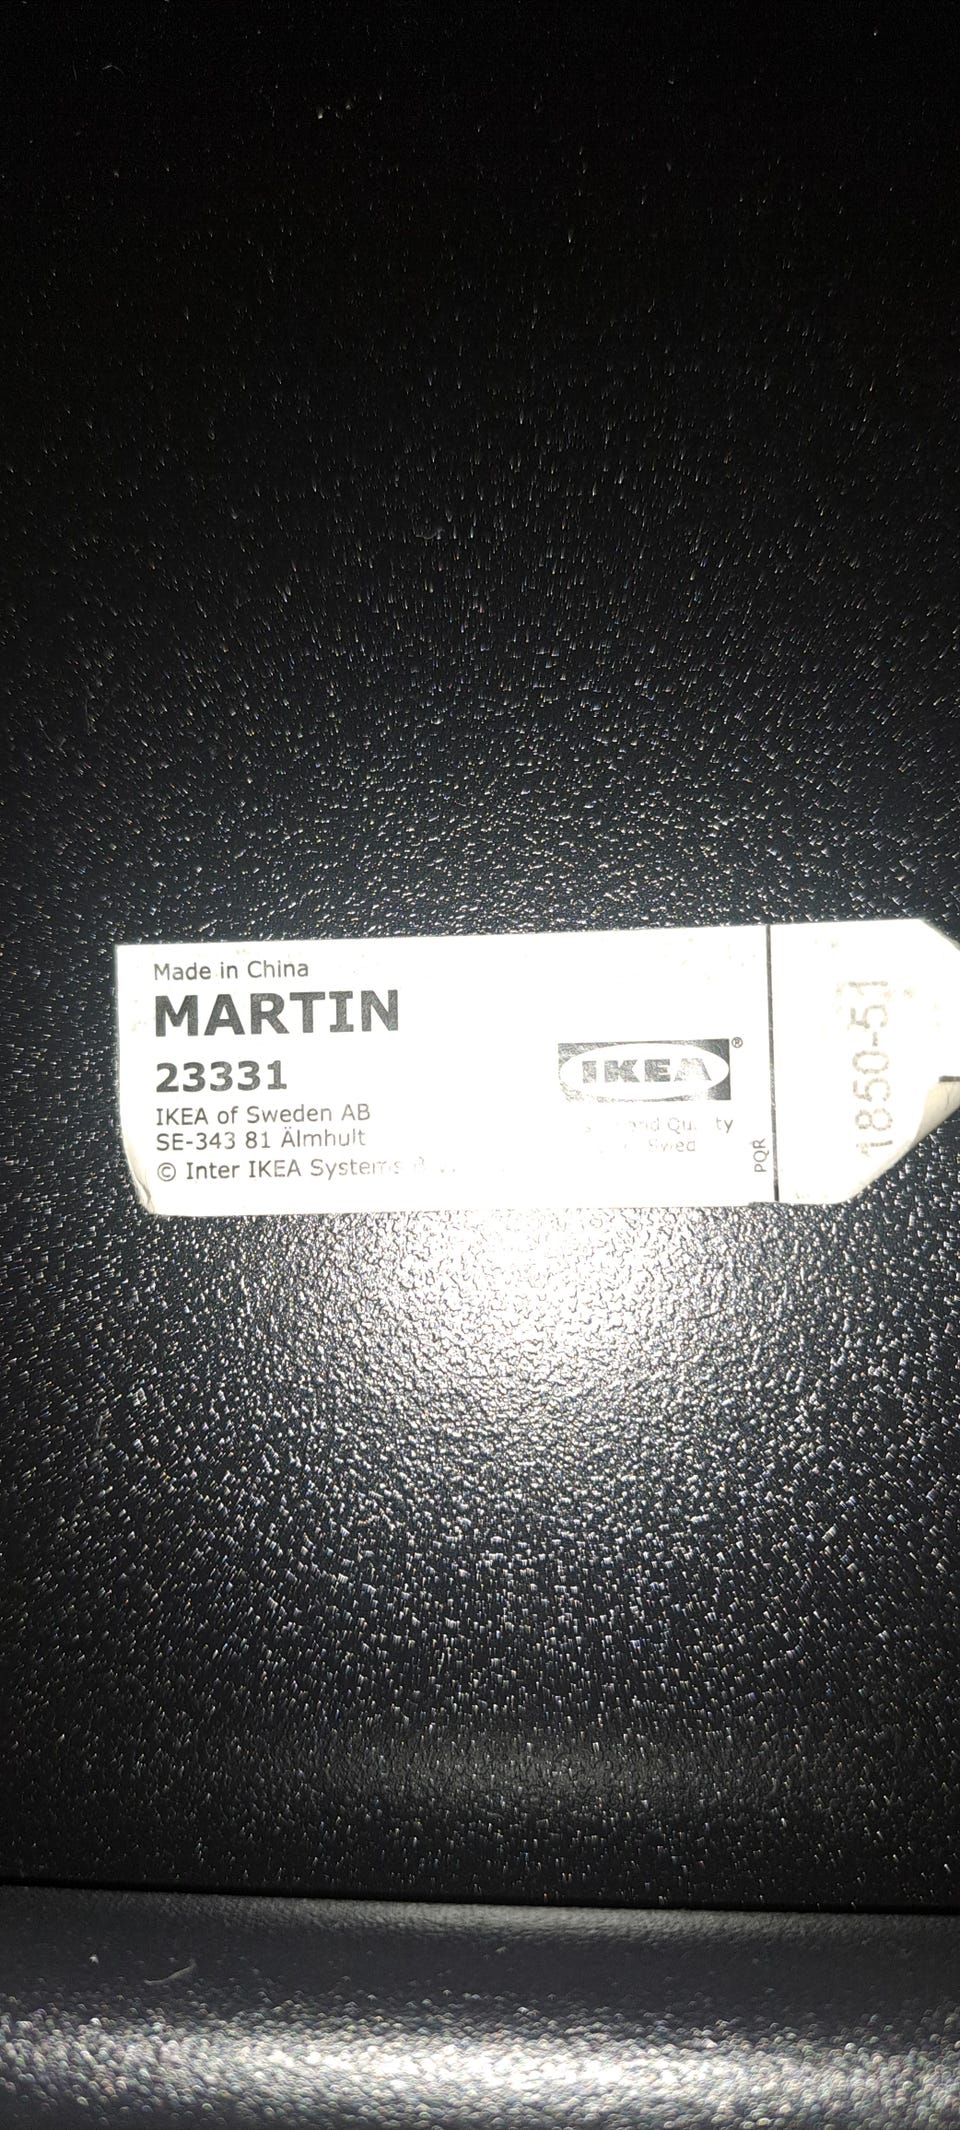 Made in China
MARTIN
23331
IKEA of Sweden AB
SE-343 81 Älmhult
© Inter IKEA Systems
IKEA®
and
PQR
1850-51